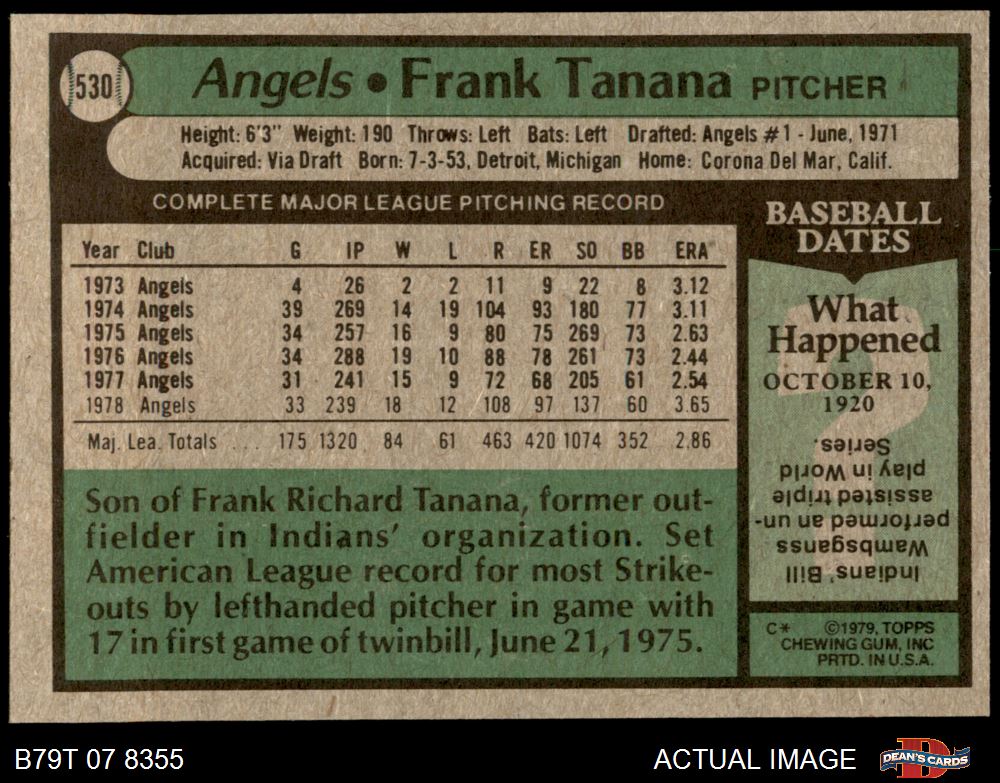 530
Angels • Frank Tanana PITCHER
Height: 6'3" Weight: 190 Throws: Left Bats: Left Drafted: Angels #1 - June, 1971
Acquired: Via Draft Born: 7-3-53, Detroit, Michigan Home: Corona Del Mar, Calif.
COMPLETE MAJOR LEAGUE PITCHING RECORD
Year Club G IP W L R ER SO BB ERA
1973 Angels 4 26 2 2 11 9 22 8 3.12
1974 Angels 39 269 14 19 104 93 180 77 3.11
1975 Angels 34 257 16 9 80 75 269 73 2.63
1976 Angels 34 288 19 10 88 78 261 73 2.44
1977 Angels 31 241 15 9 72 68 205 61 2.54
1978 Angels 33 239 18 12 108 97 137 60 3.65
Maj. Lea. Totals ... 175 1320 84 61 463 420 1074 352 2.86
Son of Frank Richard Tanana, former out-
fielder in Indians' organization. Set
American League record for most Strike-
outs by lefthanded pitcher in game with
17 in first game of twinbill, June 21, 1975.
BASEBALL
DATES
What
Happened
OCTOBER 10,
1920
Indians' Bill
Wambsganss
performed an un-
assisted triple
play in World
Series.
C* ©1979, TOPPS
CHEWING GUM, INC
PRTD. IN U.S.A.
B79T 07 8355
ACTUAL IMAGE
DEAN'S CARDS